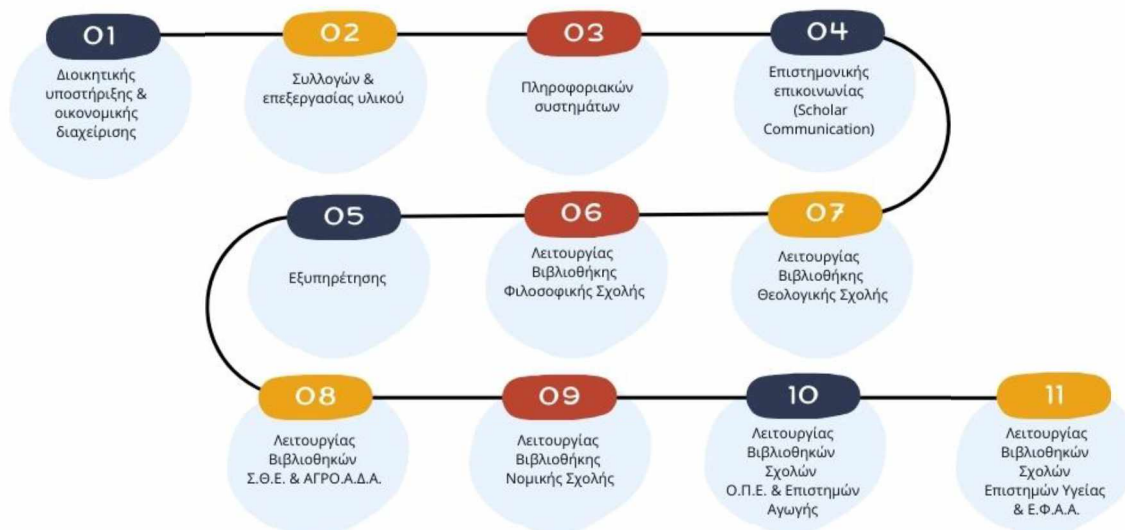 01
Διοικητικής
υποστήριξης &
οικονομικής
διαχείρισης
02
Συλλογών &
επεξεργασίας υλικού
03
Πληροφοριακών
συστημάτων
04
Επιστημονικής
επικοινωνίας
(Scholar
Communication)
05
Εξυπηρέτησης
06
Λειτουργίας
Βιβλιοθήκης
Φιλοσοφικής Σχολής
07
Λειτουργίας
Βιβλιοθήκης
Θεολογικής Σχολής
08
Λειτουργίας
Βιβλιοθηκών
Σ.Θ.Ε. & ΑΓΡΟ.Α.Δ.Α.
09
Λειτουργίας
Βιβλιοθήκης
Νομικής Σχολής
10
Λειτουργίας
Βιβλιοθηκών
Σχολών
Ο.Π.Ε. & Επιστημών
Αγωγής
11
Λειτουργίας
Βιβλιοθηκών
Σχολών
Επιστημών Υγείας
& Ε.Φ.Α.Α.